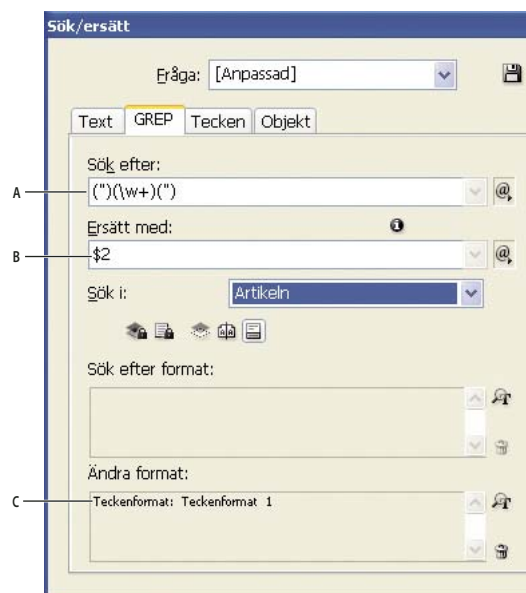 Sök/ersätt
Fråga: [Anpassad]
Text GREP Tecken Objekt
Sök efter:
A (")(\w+)(")
Ersätt med:
B $2
Sök i: Artikeln
Sök efter format:
Ändra format:
C Teckenformat: Teckenformat 1